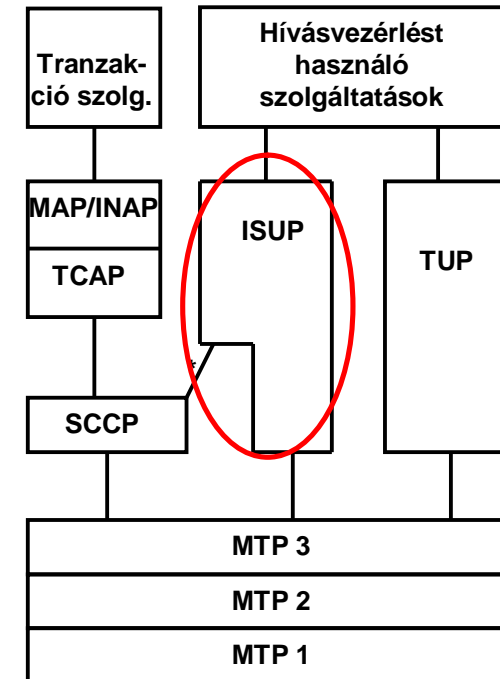 Tranzak-
ció szolg.
Hívásvezérlést
használó
szolgáltatások
MAP/INAP
TCAP
ISUP
TUP
*
SCCP
MTP 3
MTP 2
MTP 1